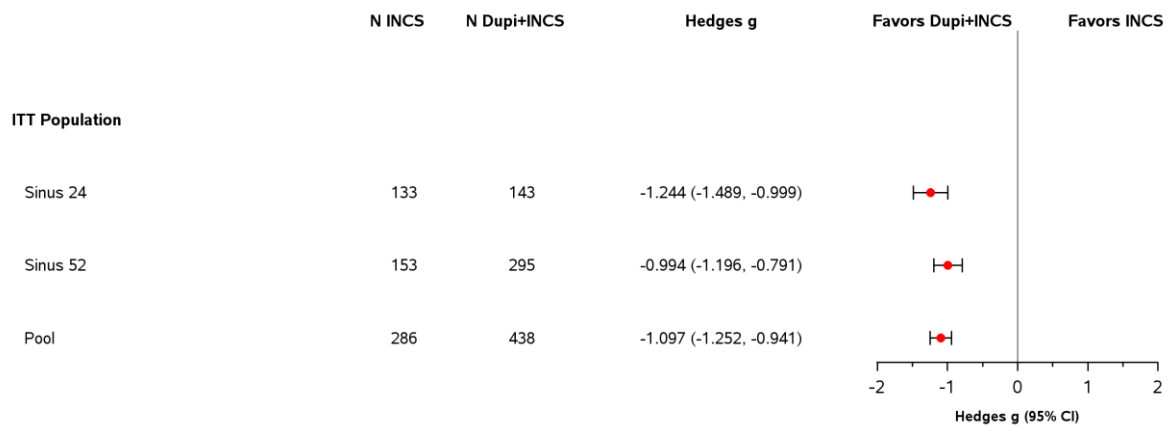 N INCS N Dupi+INCS Hedges g Favors Dupi+INCS Favors INCS
ITT Population
Sinus 24 133 143 -1.244 (-1.489, -0.999)
Sinus 52 153 295 -0.994 (-1.196, -0.791)
Pool 286 438 -1.097 (-1.252, -0.941)
-2 -1 0 1 2
Hedges g (95% CI)